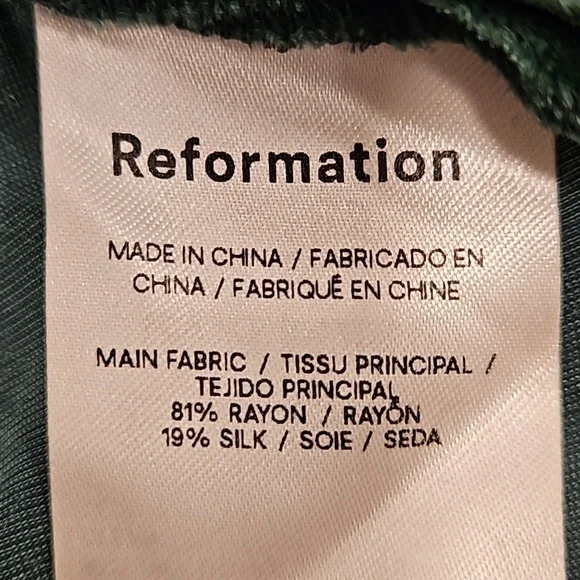 Reformation
MADE IN CHINA / FABRICADO EN
CHINA / FABRIQUÉ EN CHINE
MAIN FABRIC / TISSU PRINCIPAL /
TEJIDO PRINCIPAL
81% RAYON / RAYÓN
19% SILK / SOIE / SEDA